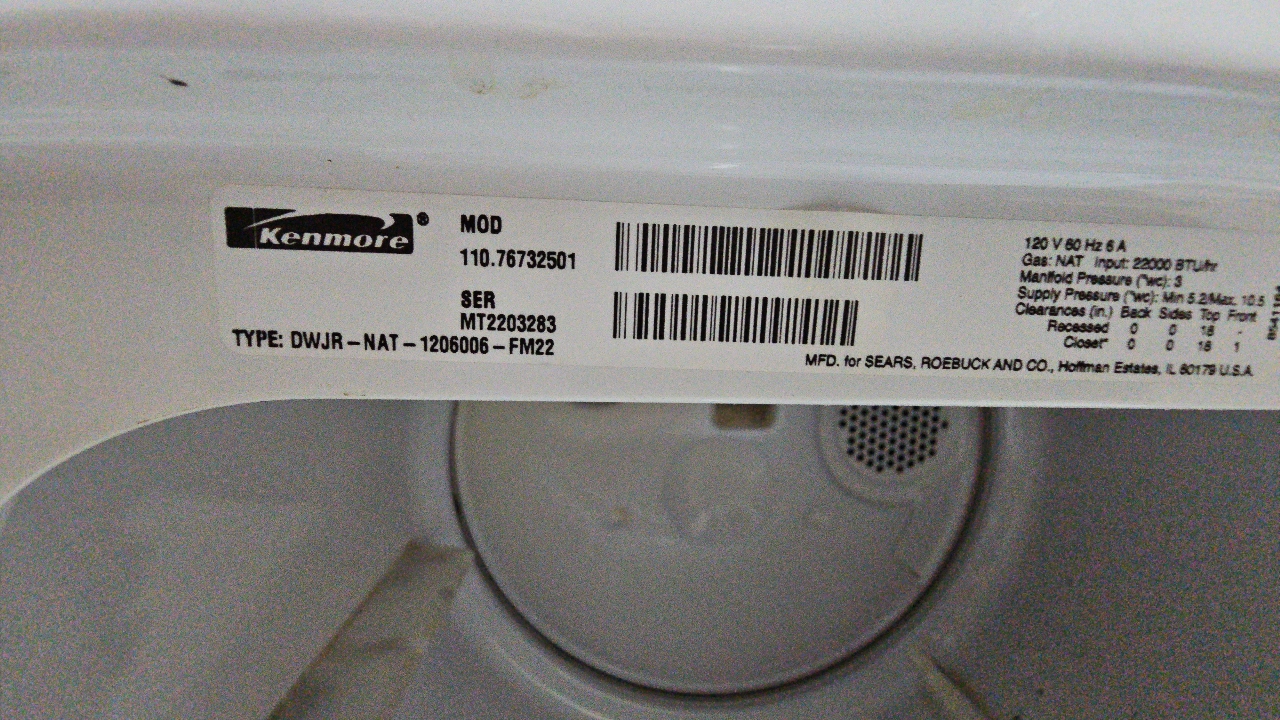 Kenmore®
MOD
110.76732501
SER
MT2203283
TYPE: DWJR-NAT-1206006-FM22
120 V 60 Hz 6 A
Gas: NAT Input: 22000 BTU/hr
Manifold Pressure ("wc): 3
Supply Pressure ("wc): Min 5.2/Max. 10.5
Clearances (in.) Back Sides Top Front
Recessed 0 0 18 -
Closet* 0 0 18 1
MFD. for SEARS, ROEBUCK AND CO., Hoffman Estates, IL 60179 U.S.A.